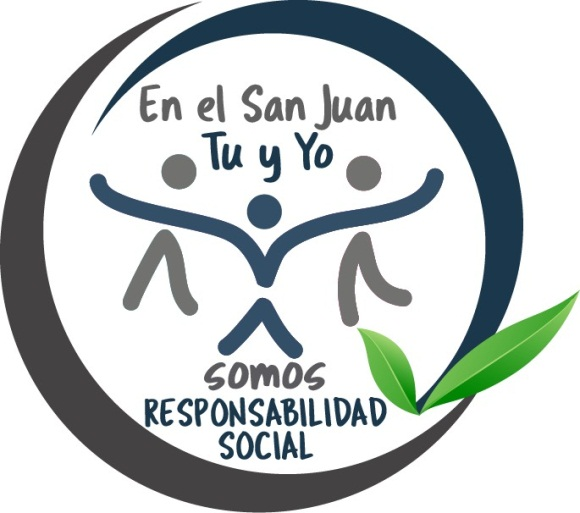 En el San Juan
Tu y Yo
somos
RESPONSABILIDAD
SOCIAL